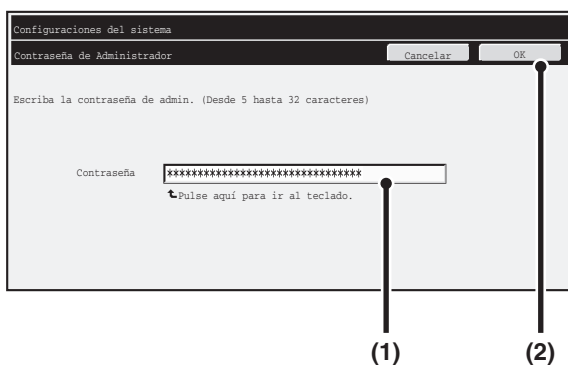 Configuraciones del sistema
Contraseña de Administrador Cancelar OK
Escriba la contraseña de admin. (Desde 5 hasta 32 caracteres)
Contraseña ********************************
Pulse aquí para ir al teclado.
(1) (2)